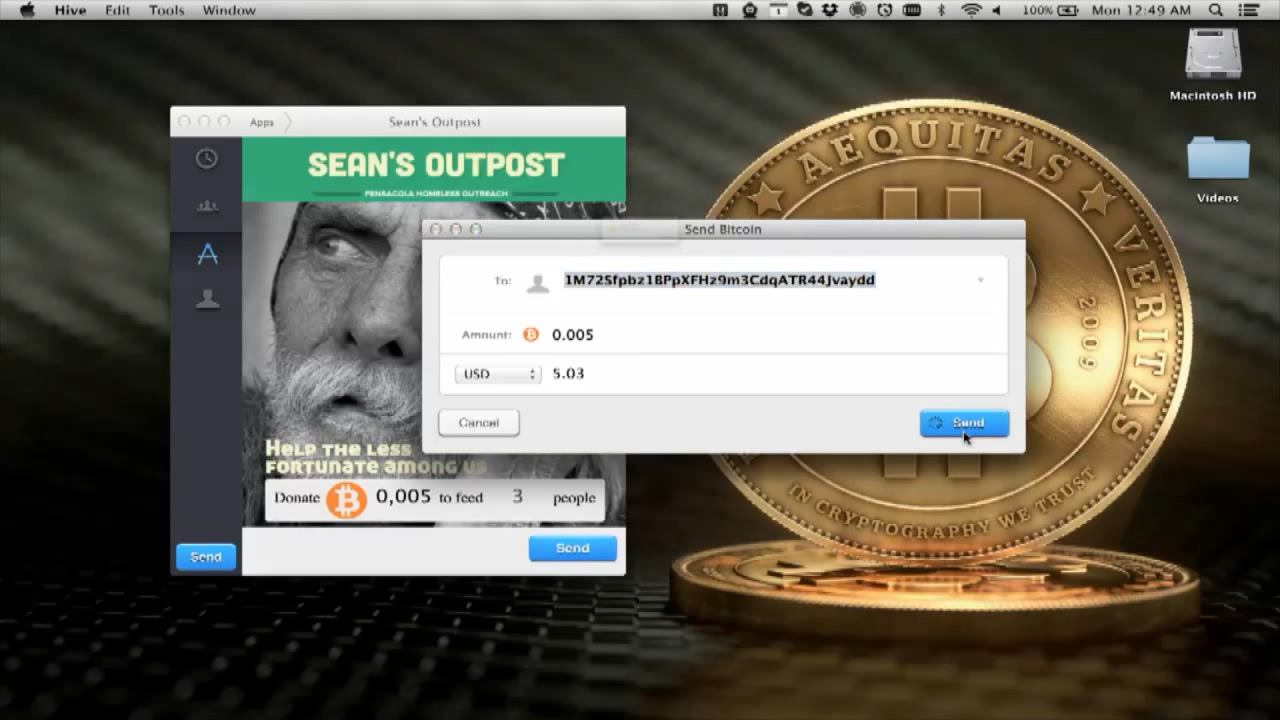 Hive Edit Tools Window
1
100% Mon 12:49 AM
Macintosh HD
Videos
Apps Sean's Outpost
SEAN'S OUTPOST
PENSACOLA HOMELESS OUTREACH
Send Bitcoin
To: 1M72Sfpbz1BPpXFHz9m3CdqATR44Jvaydd
Amount: 0.005
USD 5.03
Cancel Send
HELP THE LESS
FORTUNATE AMONG US
Donate 0,005 to feed 3 people
Send Send
AEQUITAS VERITAS
2009
IN CRYPTOGRAPHY WE TRUST